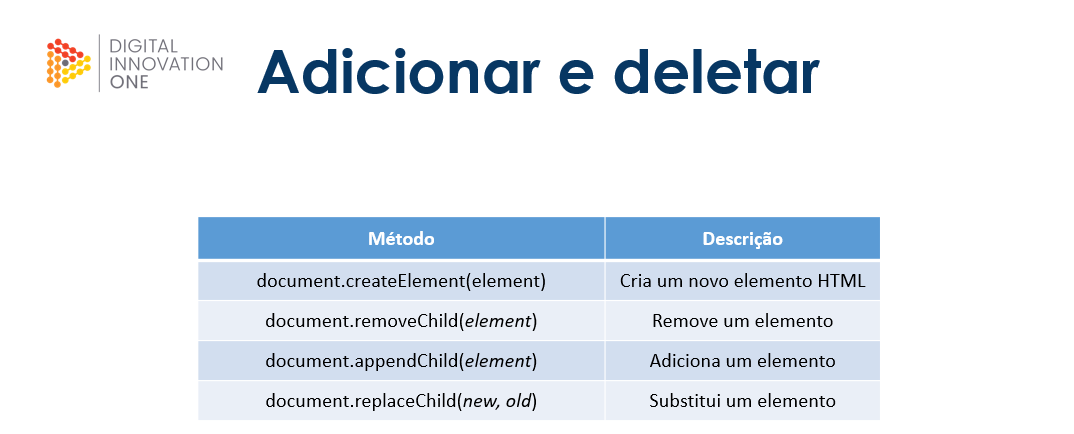 DIGITAL
INNOVATION
ONE
Adicionar e deletar
Método Descrição
document.createElement(element) Cria um novo elemento HTML
document.removeChild(element) Remove um elemento
document.appendChild(element) Adiciona um elemento
document.replaceChild(new, old) Substitui um elemento